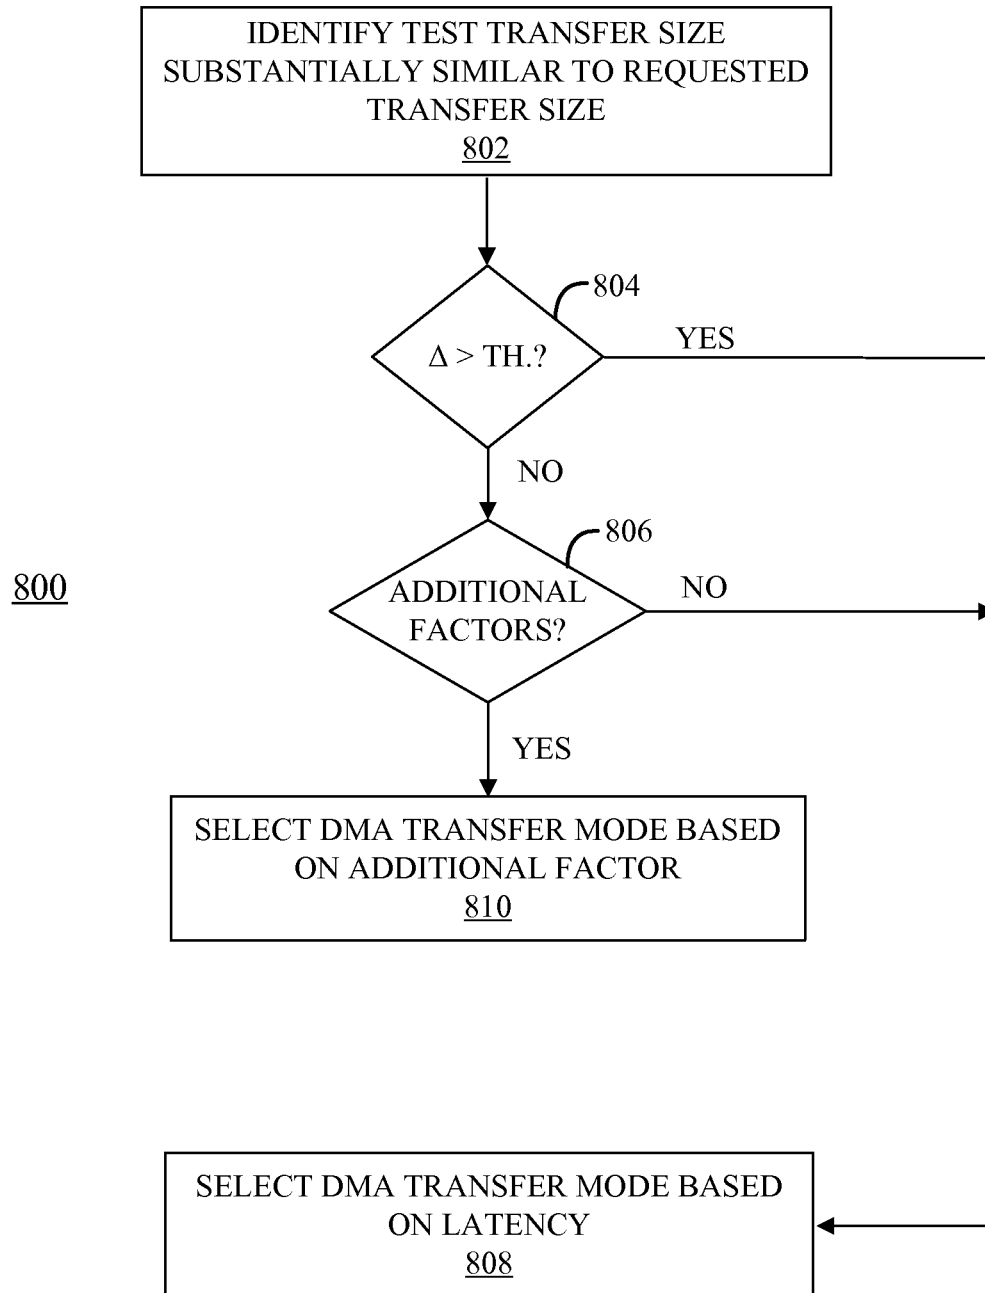 IDENTIFY TEST TRANSFER SIZE
SUBSTANTIALLY SIMILAR TO REQUESTED
TRANSFER SIZE
802
804
Δ > TH.?
YES
NO
806
800
ADDITIONAL
FACTORS?
NO
YES
SELECT DMA TRANSFER MODE BASED
ON ADDITIONAL FACTOR
810
SELECT DMA TRANSFER MODE BASED
ON LATENCY
808